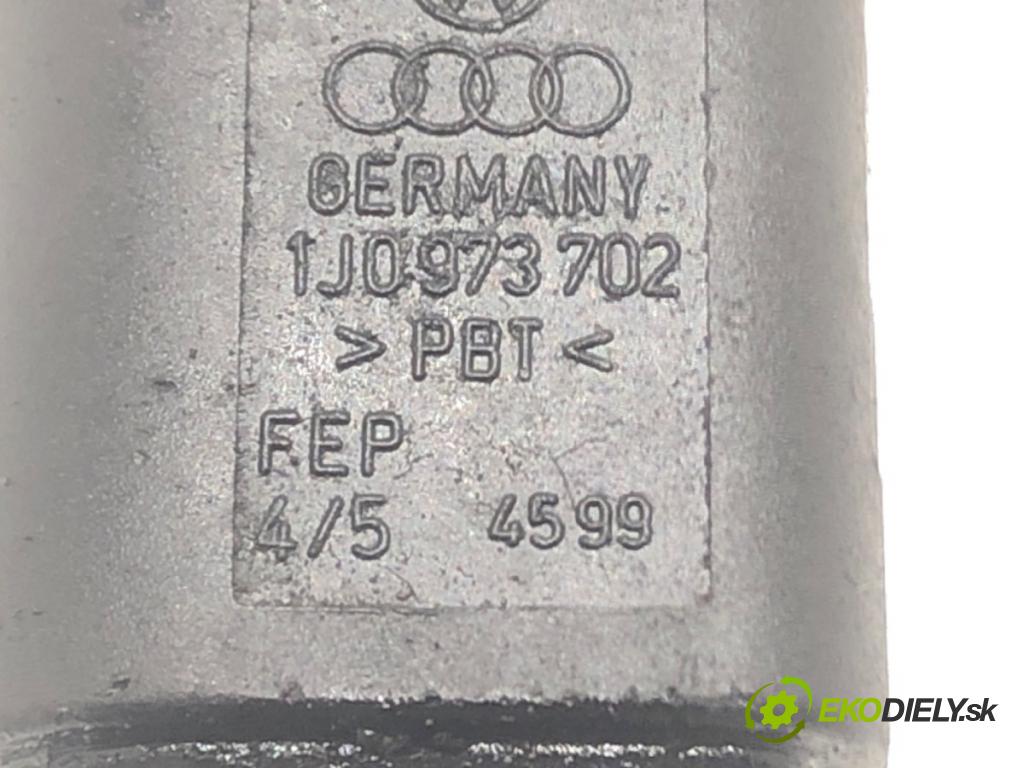 GERMANY
1J0 973 702
> PBT <
FEP
4/5 4599
EKODIELY.sk